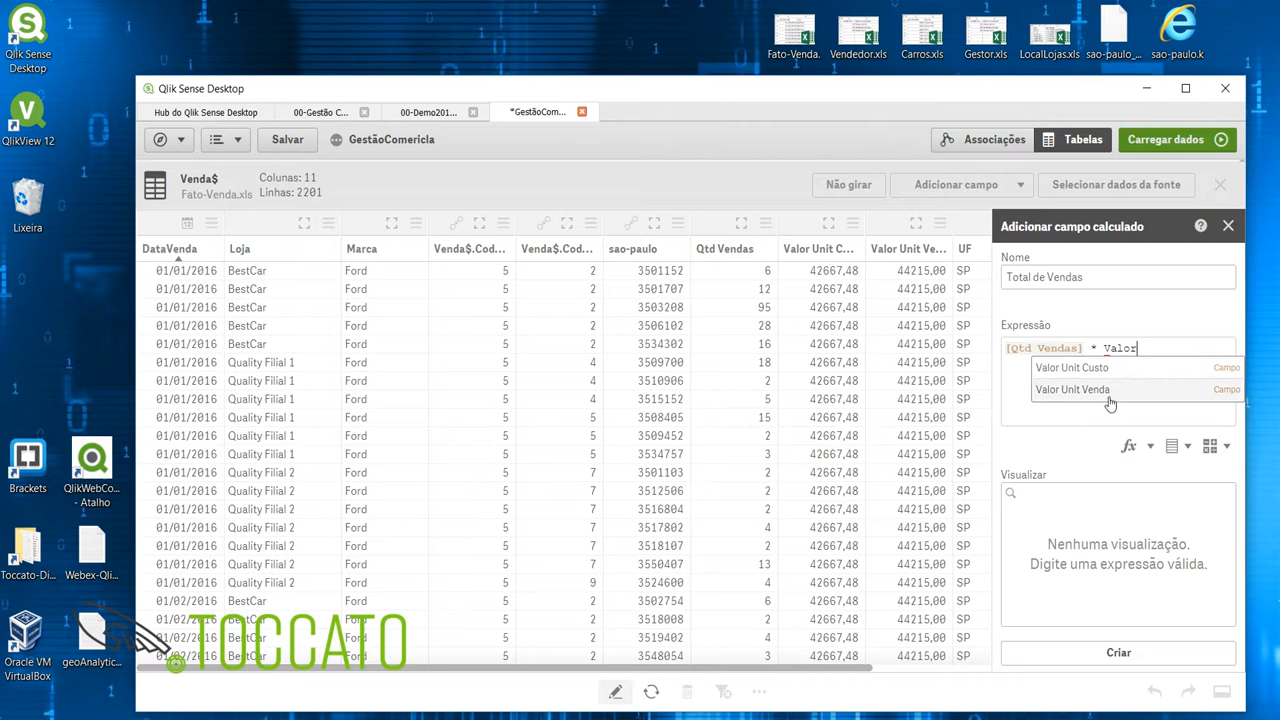 Qlik Sense
Desktop
QlikView 12
Lixeira
Brackets
QlikWebCo...
- Atalho
Toccato-Di...
Webex-Qli...
Oracle VM
VirtualBox
geoAnalytic...
Fato-Venda.
Vendedor.xls
Carros.xls
Gestor.xls
LocalLojas.xls
sao-paulo_...
sao-paulo.k
Qlik Sense Desktop
Hub do Qlik Sense Desktop
00-Gestão C...
00-Demo201...
*GestãoCom...
Salvar
GestãoComericla
Associações
Tabelas
Carregar dados
Venda$
Fato-Venda.xls
Colunas: 11
Linhas: 2201
Não girar
Adicionar campo
Selecionar dados da fonte
DataVenda Loja Marca Venda$.Cod... Venda$.Cod... sao-paulo Qtd Vendas Valor Unit C... Valor Unit Ve... UF
01/01/2016 BestCar Ford 5 2 3501152 6 42667,48 44215,00 SP
01/01/2016 BestCar Ford 5 2 3501707 12 42667,48 44215,00 SP
01/01/2016 BestCar Ford 5 2 3503208 95 42667,48 44215,00 SP
01/01/2016 BestCar Ford 5 2 3506102 28 42667,48 44215,00 SP
01/01/2016 BestCar Ford 5 2 3504302 16 42667,48 44215,00 SP
01/01/2016 Quality Filial 1 Ford 5 4 3509700 18 42667,48 44215,00 SP
01/01/2016 Quality Filial 1 Ford 5 4 3510906 2 42667,48 44215,00 SP
01/01/2016 Quality Filial 1 Ford 5 4 3515152 5 42667,48 44215,00 SP
01/01/2016 Quality Filial 1 Ford 5 5 3508405 15 42667,48 44215,00 SP
01/01/2016 Quality Filial 1 Ford 5 5 3509452 2 42667,48 44215,00 SP
01/01/2016 Quality Filial 1 Ford 5 5 3534757 3 42667,48 44215,00 SP
01/01/2016 Quality Filial 2 Ford 5 7 3501103 2 42667,48 44215,00 SP
01/01/2016 Quality Filial 2 Ford 5 7 3512506 2 42667,48 44215,00 SP
01/01/2016 Quality Filial 2 Ford 5 7 3516804 2 42667,48 44215,00 SP
01/01/2016 Quality Filial 2 Ford 5 7 3517802 4 42667,48 44215,00 SP
01/01/2016 Quality Filial 2 Ford 5 7 3518107 2 42667,48 44215,00 SP
01/01/2016 Quality Filial 2 Ford 5 7 3550407 13 42667,48 44215,00 SP
01/01/2016 Quality Filial 2 Ford 5 9 3524600 4 42667,48 44215,00 SP
01/02/2016 BestCar Ford 5 2 3502754 6 42667,48 44215,00 SP
01/02/2016 BestCar Ford 5 2 3518008 2 42667,48 44215,00 SP
01/02/2016 Ford 5 2 3519402 4 42667,48 44215,00 SP
01/02/2016 BestCar Ford 5 2 3548054 3 42667,48 44215,00 SP
TOCCATO
Adicionar campo calculado
Nome
Total de Vendas
Expressão
[Qtd Vendas] * Valor
Valor Unit Custo Campo
Valor Unit Venda Campo
fx
Visualizar
Nenhuma visualização.
Digite uma expressão válida.
Criar